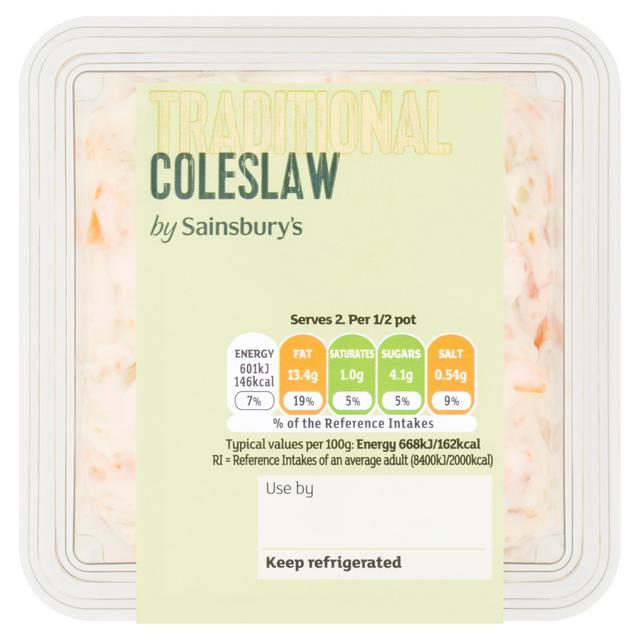 TRADITIONAL
COLESLAW
by Sainsbury's
Serves 2. Per 1/2 pot
ENERGY FAT SATURATES SUGARS SALT
601kJ 146kcal 13.4g 1.0g 4.1g 0.54g
7% 19% 5% 5% 9%
% of the Reference Intakes
Typical values per 100g: Energy 668kJ/162kcal
RI = Reference Intakes of an average adult (8400kJ/2000kcal)
Use by
Keep refrigerated